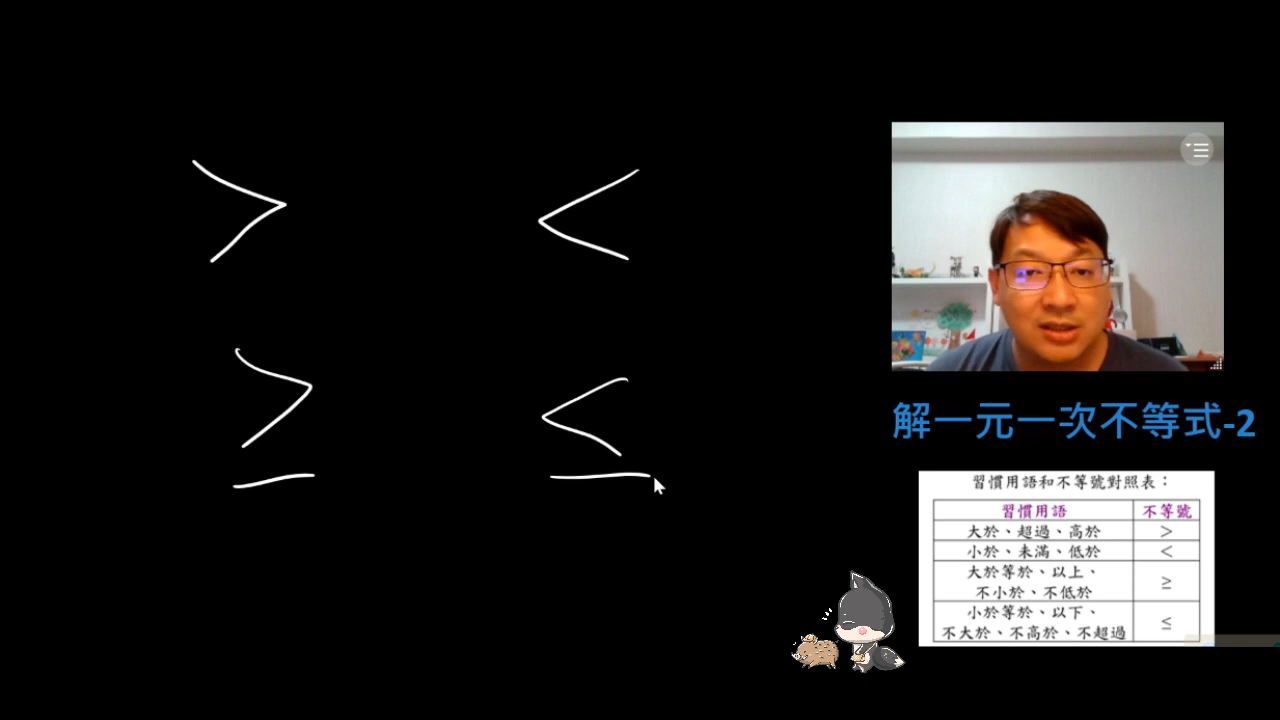 > <
≥ ≤
解一元一次不等式-2
習慣用語和不等號對照表：
習慣用語 不等號
大於、超過、高於 >
小於、未滿、低於 <
大於等於、以上、
不小於、不低於 ≥
小於等於、以下、
不大於、不高於、不超過 ≤